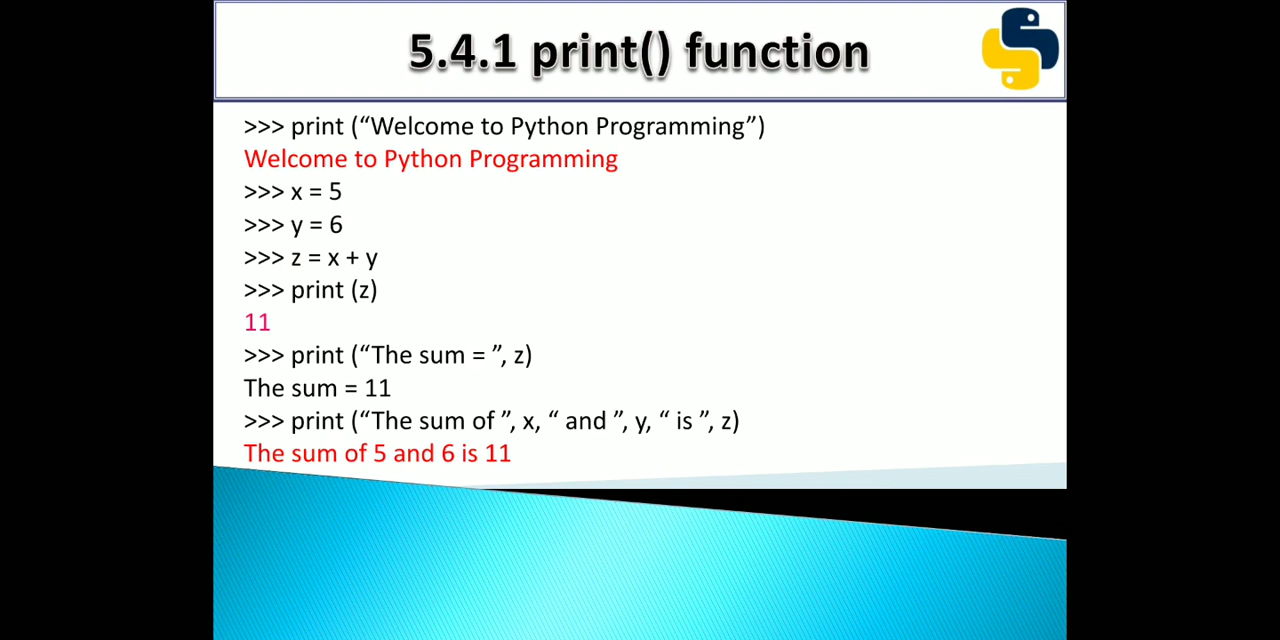 5.4.1 print() function
>>> print (“Welcome to Python Programming”)
Welcome to Python Programming
>>> x = 5
>>> y = 6
>>> z = x + y
>>> print (z)
11
>>> print (“The sum = ”, z)
The sum = 11
>>> print (“The sum of ”, x, “ and ”, y, “ is ”, z)
The sum of 5 and 6 is 11